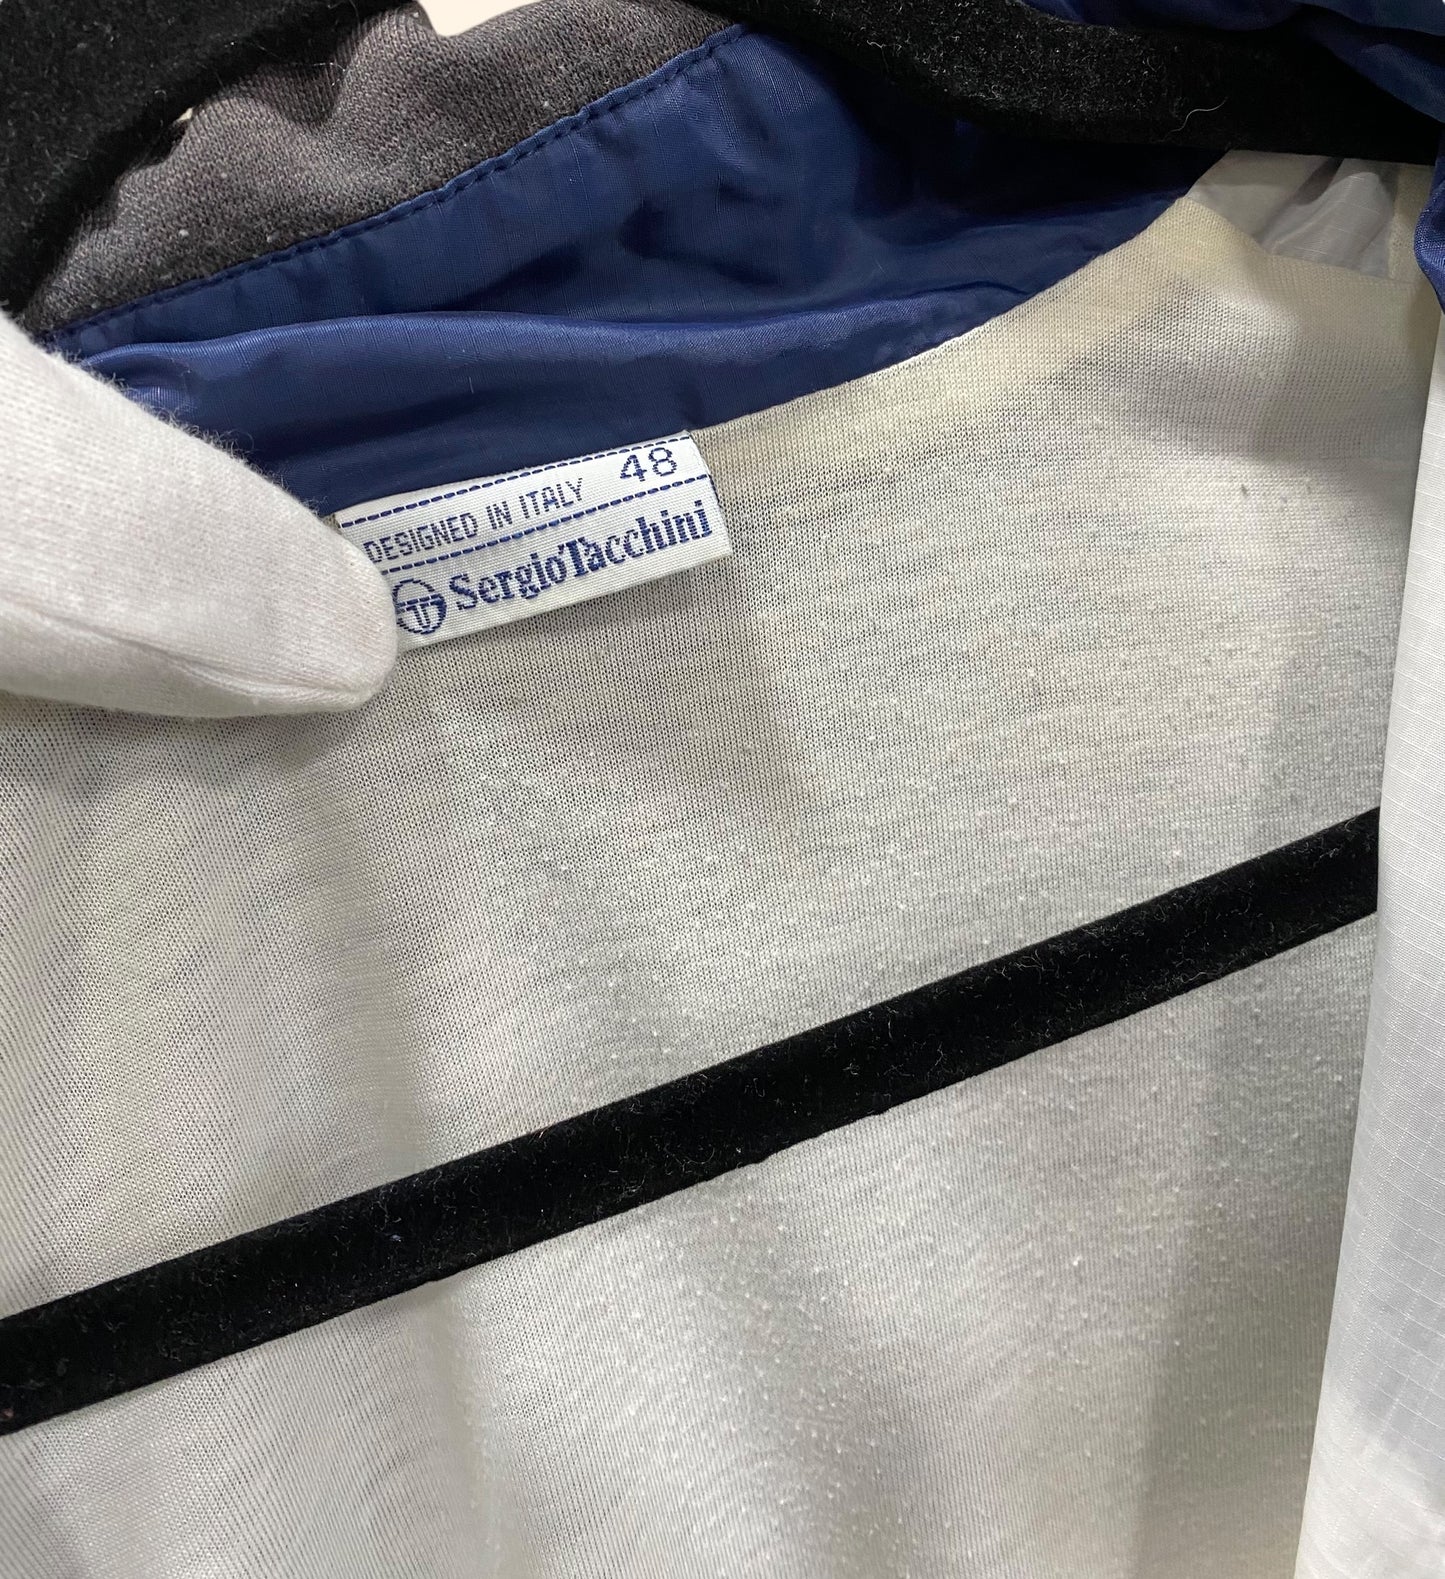 DESIGNED IN ITALY 48
Sergio Tacchini